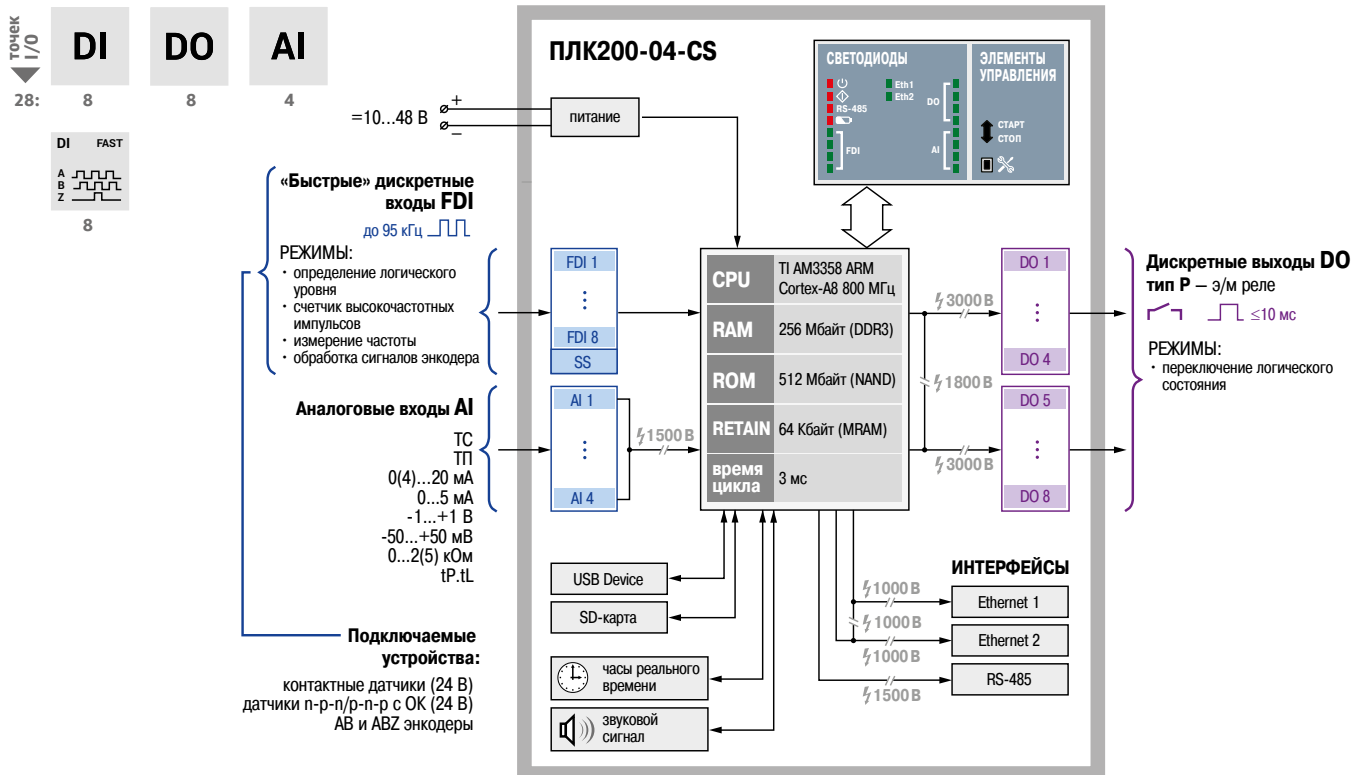 точек
I/O
DI
DO
AI
28:
8
8
4
DI FAST
A
B
Z
8
ПЛК200-04-CS
=10...48 В
+
–
питание
СВЕТОДИОДЫ
Eth1
Eth2
RS-485
DO
FDI
AI
ЭЛЕМЕНТЫ
УПРАВЛЕНИЯ
СТАРТ
СТОП
«Быстрые» дискретные
входы FDI
до 95 кГц
РЕЖИМЫ:
· определение логического
уровня
· счетчик высокочастотных
импульсов
· измерение частоты
· обработка сигналов энкодера
FDI 1
FDI 8
SS
Аналоговые входы AI
ТС
ТП
0(4)...20 мА
0...5 мА
-1...+1 В
-50...+50 мВ
0...2(5) кОм
tP.tL
AI 1
AI 4
1500 В
CPU
TI AM3358 ARM
Cortex-A8 800 МГц
RAM
256 Мбайт (DDR3)
ROM
512 Мбайт (NAND)
RETAIN
64 Кбайт (MRAM)
время
цикла
3 мс
3000 В
1800 В
3000 В
DO 1
DO 4
DO 5
DO 8
Дискретные выходы DO
тип Р – э/м реле
≤10 мс
РЕЖИМЫ:
· переключение логического
состояния
Подключаемые
устройства:
контактные датчики (24 В)
датчики n-p-n/p-n-p с ОК (24 В)
AB и ABZ энкодеры
USB Device
SD-карта
часы реального
времени
звуковой
сигнал
ИНТЕРФЕЙСЫ
1000 В
Ethernet 1
1000 В
Ethernet 2
1000 В
RS-485
1500 В